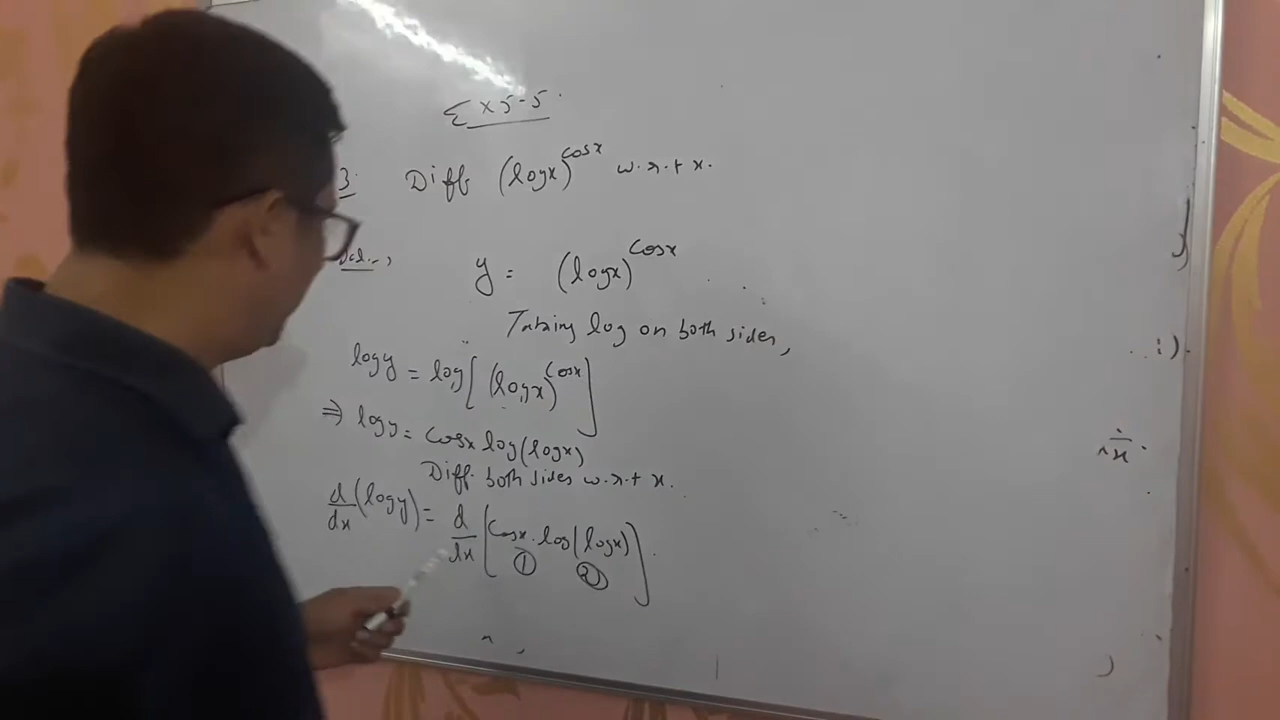 Ex 5-5
3. Diff (logx)^cosx w.r.t x.
Sol.,
y = (logx)^cosx
Taking log on both sides,
logy = log[(logx)^cosx]
⇒ logy = cosx log(logx)
Diff. both sides w.r.t x.
d/dx (logy) = d/dx [cosx. log(logx)].
① ②